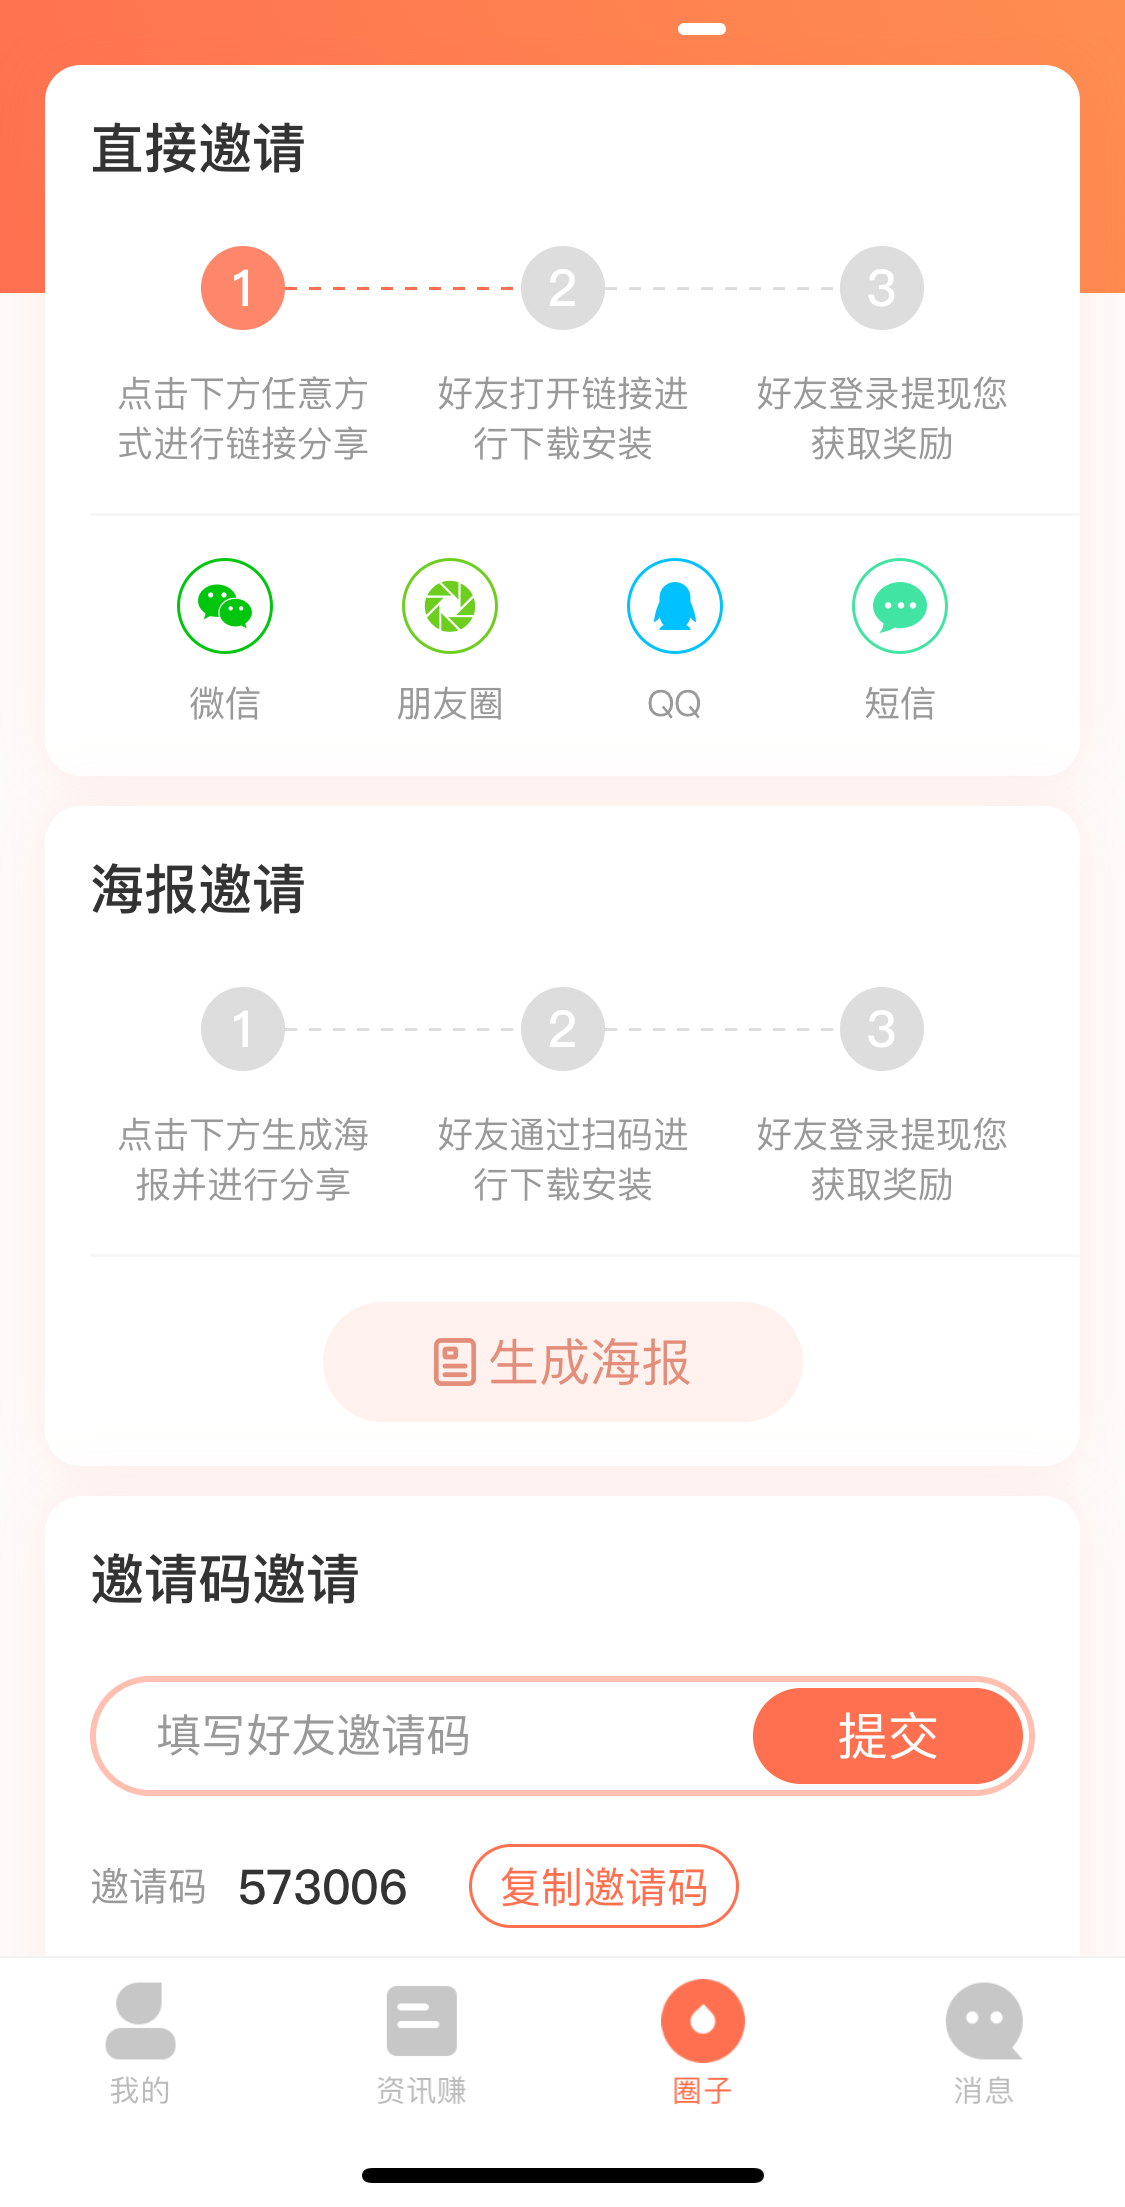 直接邀请
1
2
3
点击下方任意方
式进行链接分享
好友打开链接进
行下载安装
好友登录提现您
获取奖励
微信
朋友圈
QQ
短信
海报邀请
1
2
3
点击下方生成海
报并进行分享
好友通过扫码进
行下载安装
好友登录提现您
获取奖励
生成海报
邀请码邀请
填写好友邀请码
提交
邀请码
573006
复制邀请码
我的
资讯赚
圈子
消息